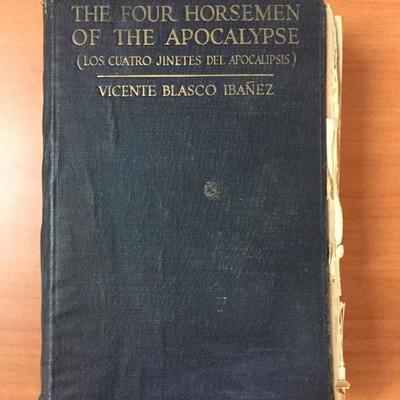 THE FOUR HORSEMEN
OF THE APOCALYPSE
(LOS CUATRO JINETES DEL APOCALIPSIS)
VICENTE BLASCO IBAÑEZ